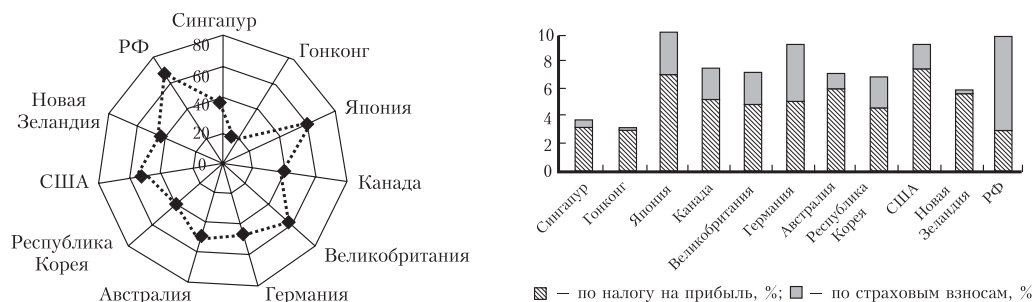 Сингапур
Гонконг
Япония
Канада
Великобритания
Германия
Австралия
Республика
Корея
США
Новая
Зеландия
РФ
80
60
40
20
0
10
8
6
4
2
0
Сингапур
Гонконг
Япония
Канада
Великобритания
Германия
Австралия
Республика
Корея
США
Новая
Зеландия
РФ
— по налогу на прибыль, %; — по страховым взносам, %